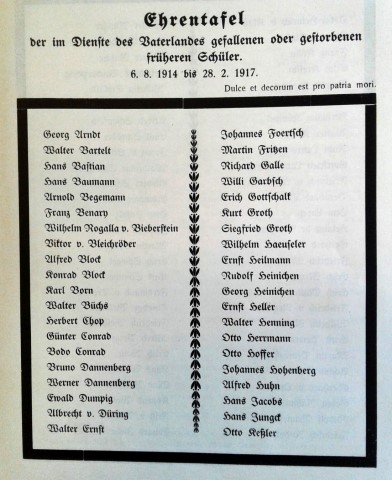 Ehrentafel
der im Dienste des Vaterlandes gefallenen oder gestorbenen
früheren Schüler.
6. 8. 1914 bis 28. 2. 1917.
Dulce et decorum est pro patria mori.
Georg Arndt
Walter Bartelt
Hans Bastian
Hans Baumann
Arnold Begemann
Franz Benary
Wilhelm Rogalla v. Bieberstein
Viktor v. Bleichröder
Alfred Block
Konrad Block
Karl Born
Walter Büchs
Herbert Chop
Günter Conrad
Bodo Conrad
Bruno Dannenberg
Werner Dannenberg
Ewald Dumpig
Albrecht v. Düring
Walter Ernst
Johannes Foertsch
Martin Fritzen
Richard Galle
Willi Garbsch
Erich Gottschalk
Kurt Groth
Siegfried Groth
Wilhelm Haeuseler
Ernst Heilmann
Rudolf Heinichen
Georg Heinichen
Ernst Heller
Walter Henning
Otto Herrmann
Otto Hoffer
Johannes Hohenberg
Alfred Huhn
Hans Jacobs
Hans Jungck
Otto Keßler